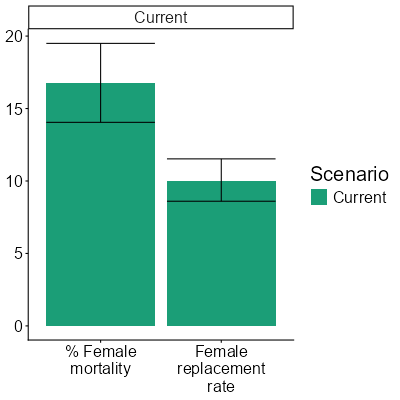 Current
20
15
10
5
0
% Female
mortality
Female
replacement
rate
Scenario
Current